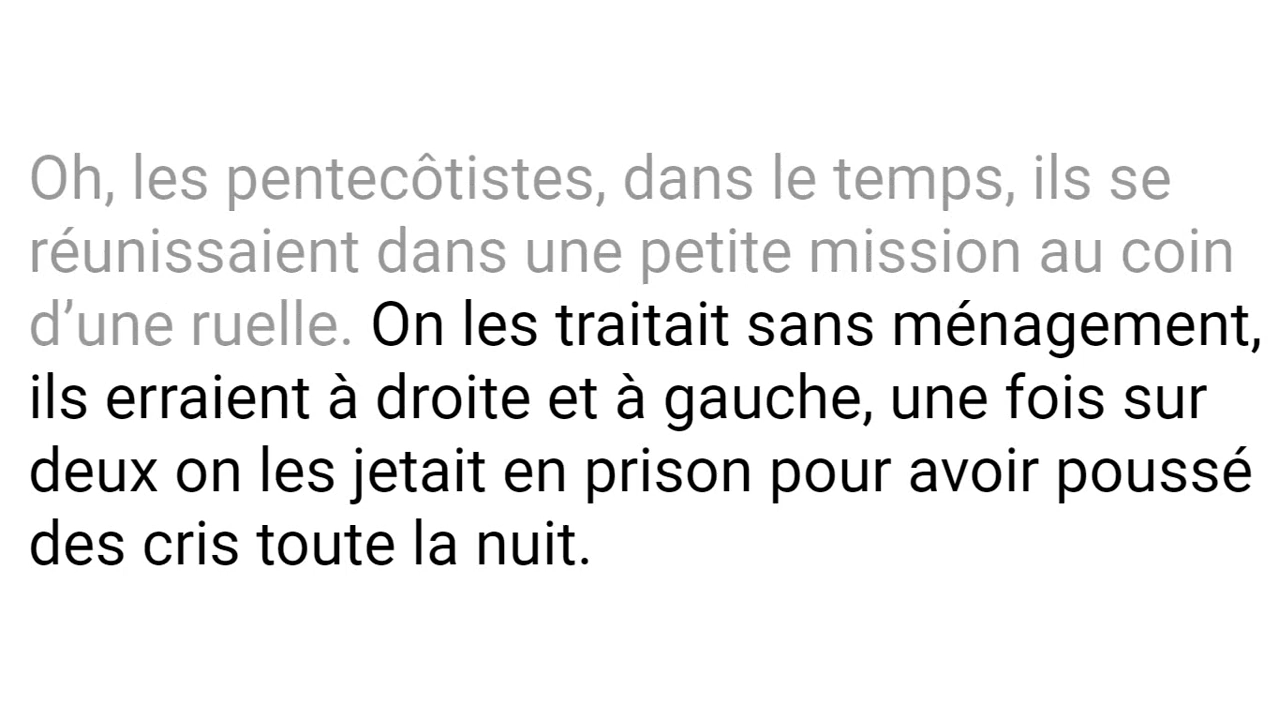 Oh, les pentecôtistes, dans le temps, ils se
réunissaient dans une petite mission au coin
d’une ruelle. On les traitait sans ménagement,
ils erraient à droite et à gauche, une fois sur
deux on les jetait en prison pour avoir poussé
des cris toute la nuit.